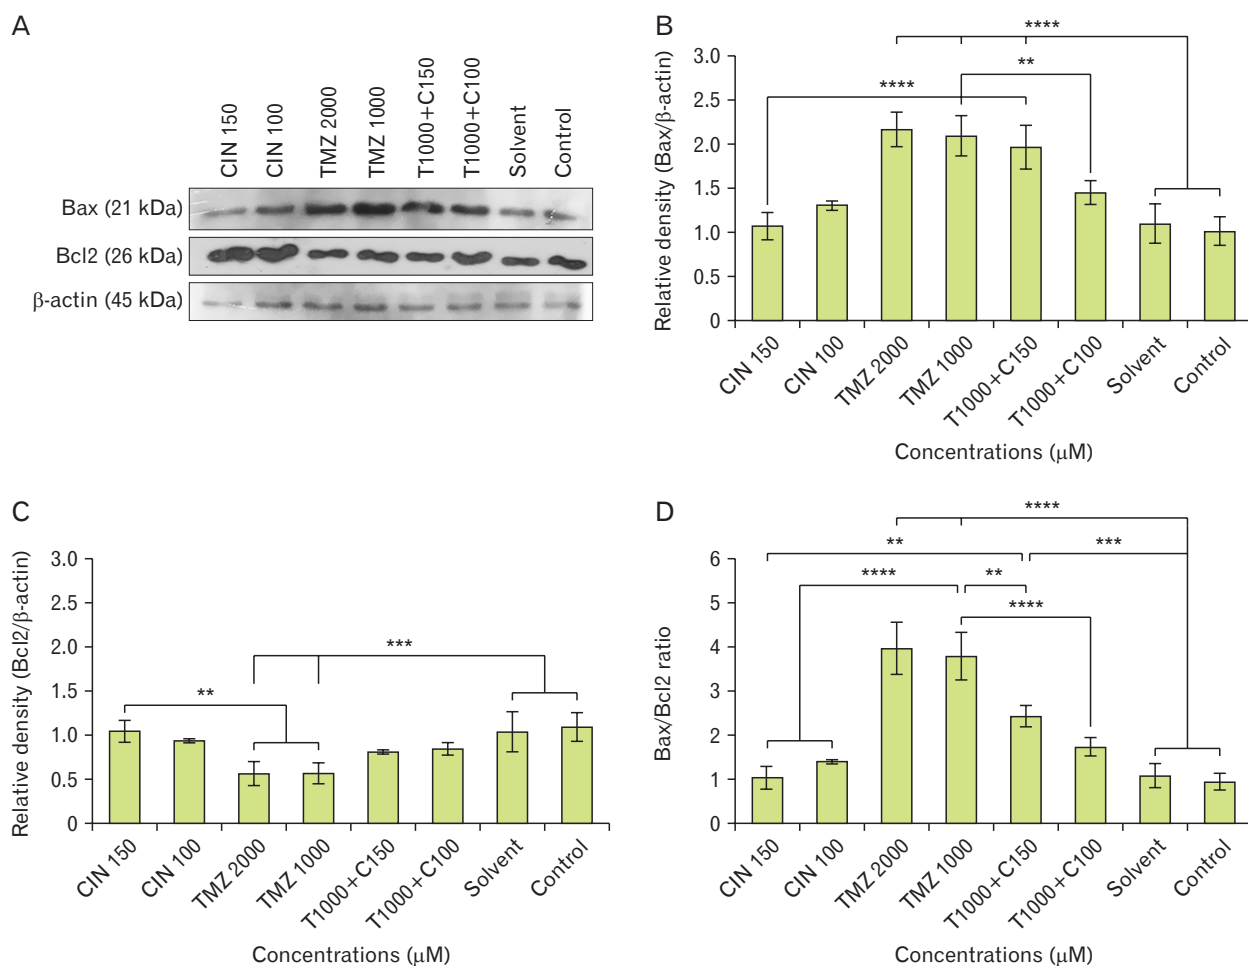 A
CIN 150
CIN 100
TMZ 2000
TMZ 1000
T1000+C150
T1000+C100
Solvent
Control
Bax (21 kDa)
Bcl2 (26 kDa)
β-actin (45 kDa)
B
Relative density (Bax/β-actin)
3.0
2.5
2.0
1.5
1.0
0.5
0
****
**
****
CIN 150
CIN 100
TMZ 2000
TMZ 1000
T1000+C150
T1000+C100
Solvent
Control
Concentrations (μM)
C
Relative density (Bcl2/β-actin)
3.0
2.5
2.0
1.5
1.0
0.5
0
***
**
CIN 150
CIN 100
TMZ 2000
TMZ 1000
T1000+C150
T1000+C100
Solvent
Control
Concentrations (μM)
D
Bax/Bcl2 ratio
6
5
4
3
2
1
0
****
** ***
**** **
****
CIN 150
CIN 100
TMZ 2000
TMZ 1000
T1000+C150
T1000+C100
Solvent
Control
Concentrations (μM)